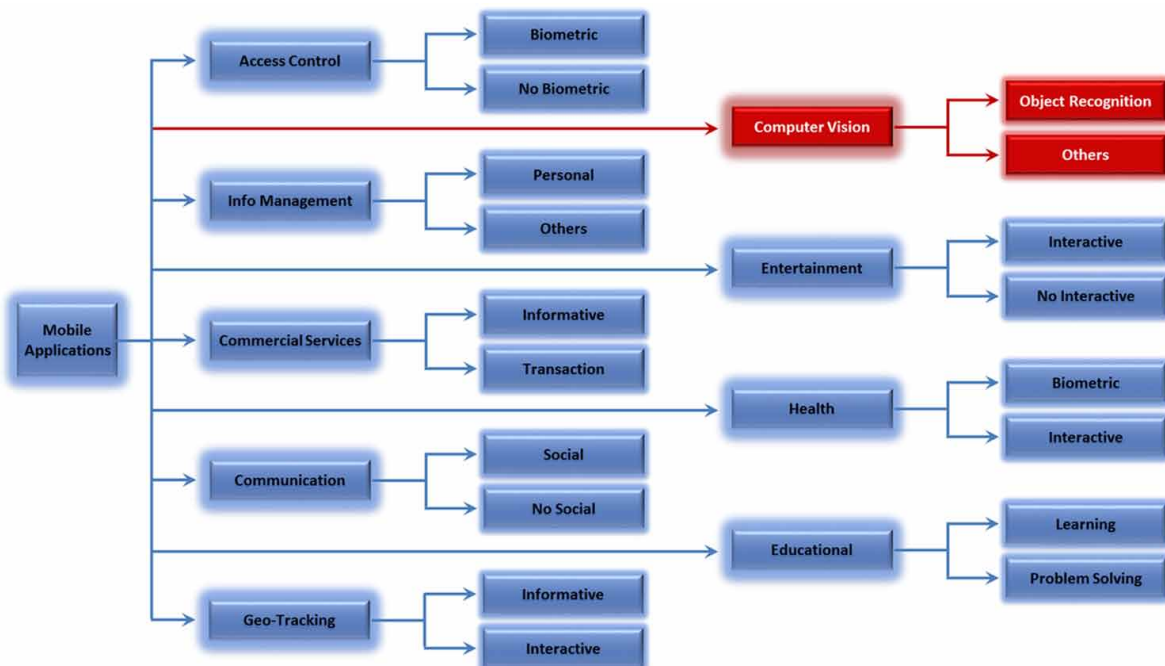 Mobile
Applications
Access Control
Biometric
No Biometric
Computer Vision
Object Recognition
Others
Info Management
Personal
Others
Entertainment
Interactive
No Interactive
Commercial Services
Informative
Transaction
Health
Biometric
Interactive
Communication
Social
No Social
Educational
Learning
Problem Solving
Geo-Tracking
Informative
Interactive